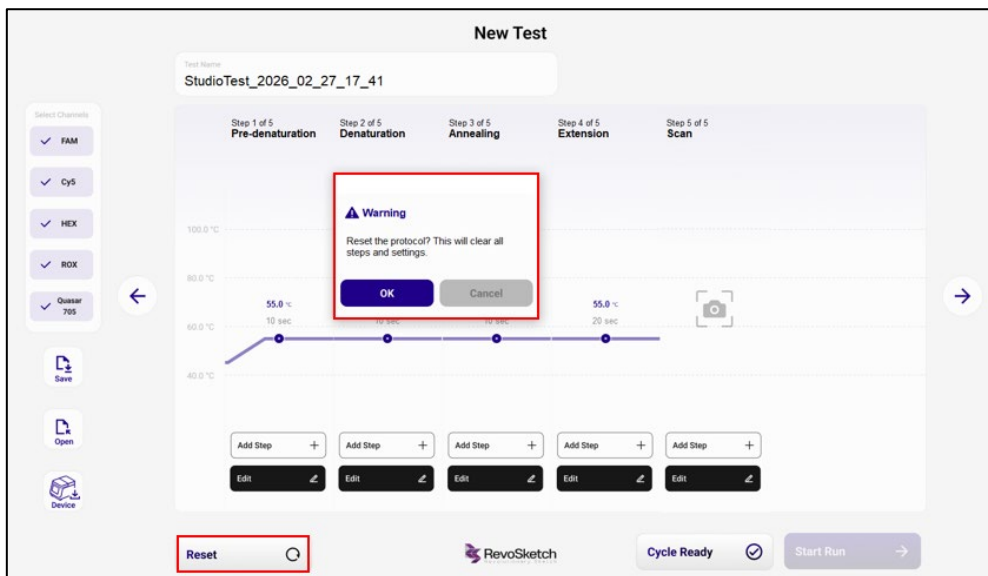 New Test
Test Name
StudioTest_2026_02_27_17_41
Select Channels
FAM
Cy5
HEX
ROX
Quasar
705
Save
Open
Device
Step 1 of 5
Pre-denaturation
Step 2 of 5
Denaturation
Step 3 of 5
Annealing
Step 4 of 5
Extension
Step 5 of 5
Scan
100.0 °C
80.0 °C
60.0 °C
40.0 °C
55.0 °C
10 sec
Warning
Reset the protocol? This will clear all
steps and settings.
OK
Cancel
10 sec
10 sec
55.0 °C
20 sec
Add Step
Add Step
Add Step
Add Step
Add Step
Edit
Edit
Edit
Edit
Edit
Reset
RevoSketch
Cycle Ready
Start Run